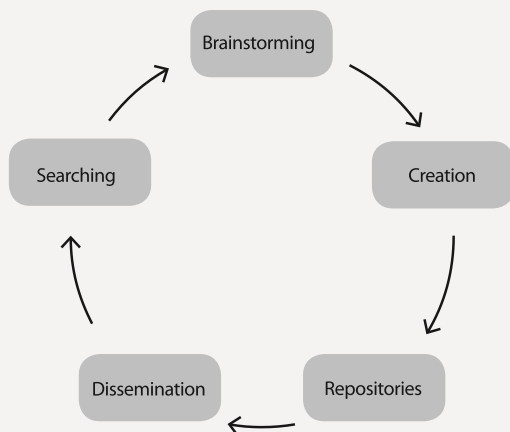 Brainstorming
Creation
Repositories
Dissemination
Searching